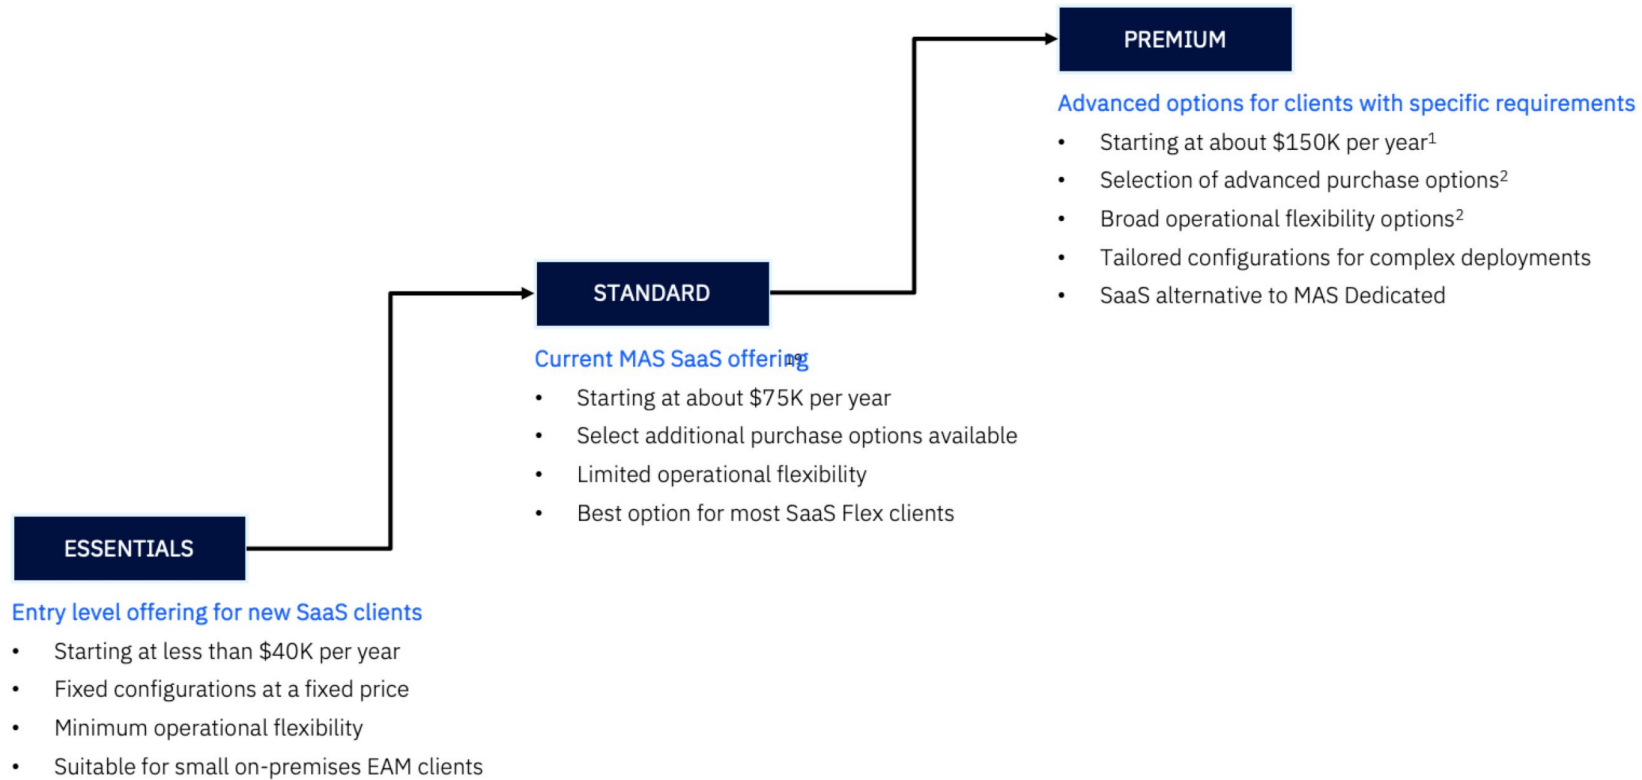 PREMIUM
Advanced options for clients with specific requirements
• Starting at about $150K per year¹
• Selection of advanced purchase options²
• Broad operational flexibility options²
• Tailored configurations for complex deployments
• SaaS alternative to MAS Dedicated
STANDARD
Current MAS SaaS offering
19
• Starting at about $75K per year
• Select additional purchase options available
• Limited operational flexibility
• Best option for most SaaS Flex clients
ESSENTIALS
Entry level offering for new SaaS clients
• Starting at less than $40K per year
• Fixed configurations at a fixed price
• Minimum operational flexibility
• Suitable for small on-premises EAM clients